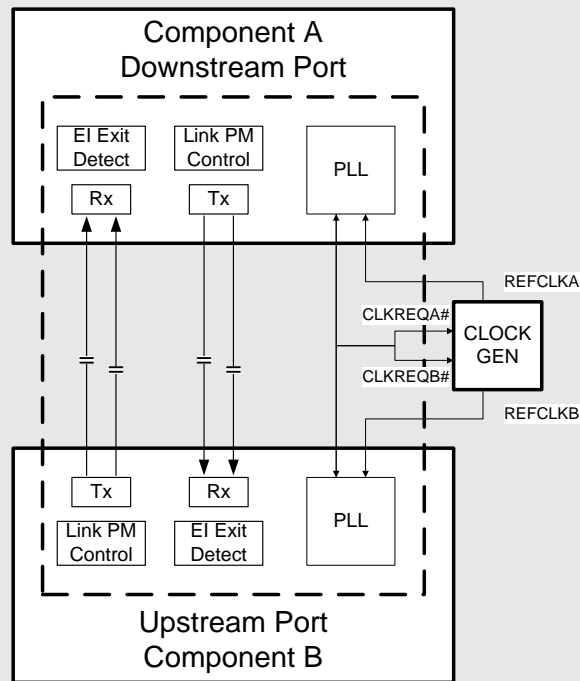 Component A
Downstream Port
EI Exit
Detect
Link PM
Control
PLL
Rx
Tx
REFCLKA
CLKREQA#
CLOCK
GEN
CLKREQB#
REFCLKB
Tx
Rx
PLL
Link PM
Control
EI Exit
Detect
Upstream Port
Component B